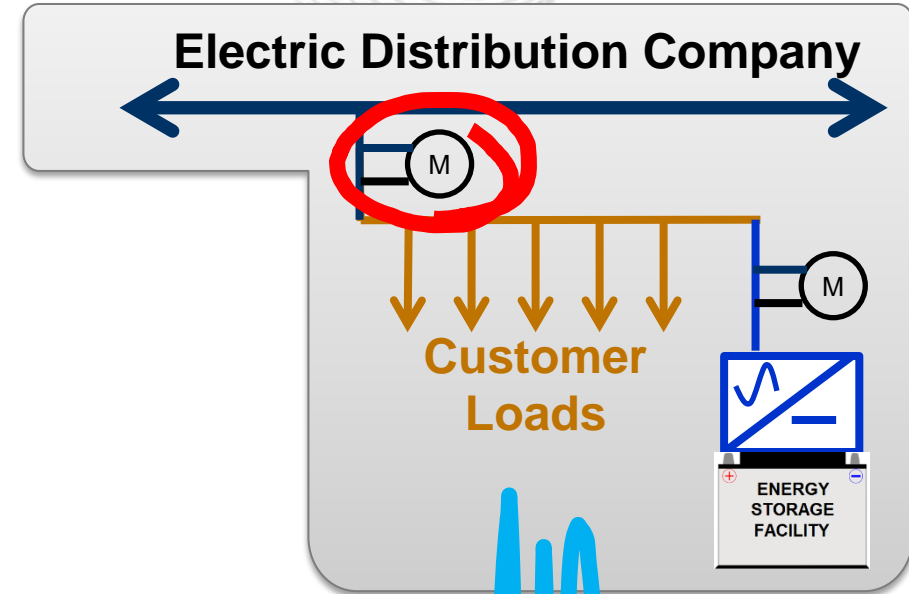 Electric Distribution Company
M
M
Customer
Loads
+
−
ENERGY
STORAGE
FACILITY